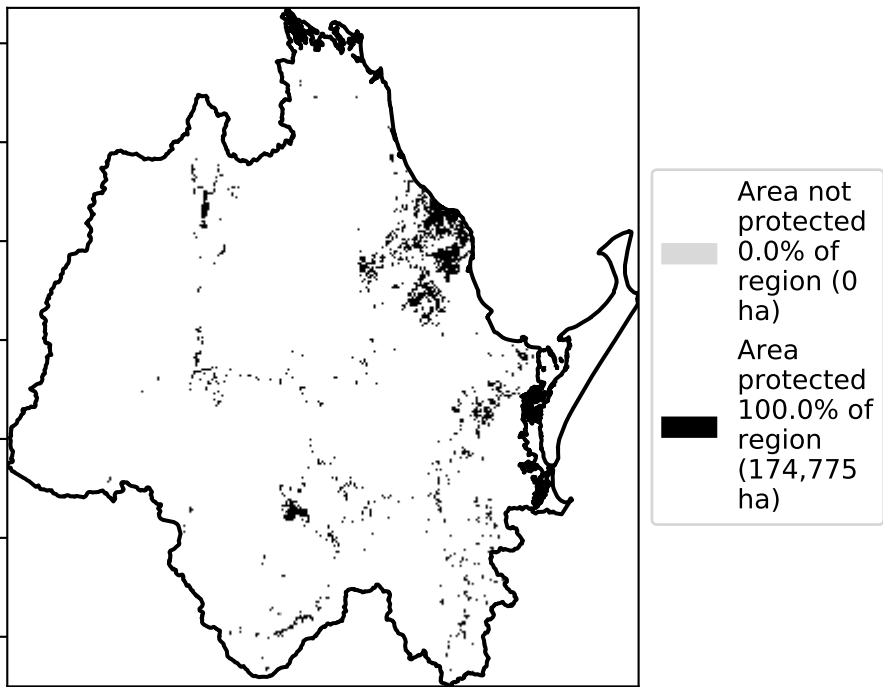 Area not
protected
0.0% of
region (0
ha)
Area
protected
100.0% of
region
(174,775
ha)